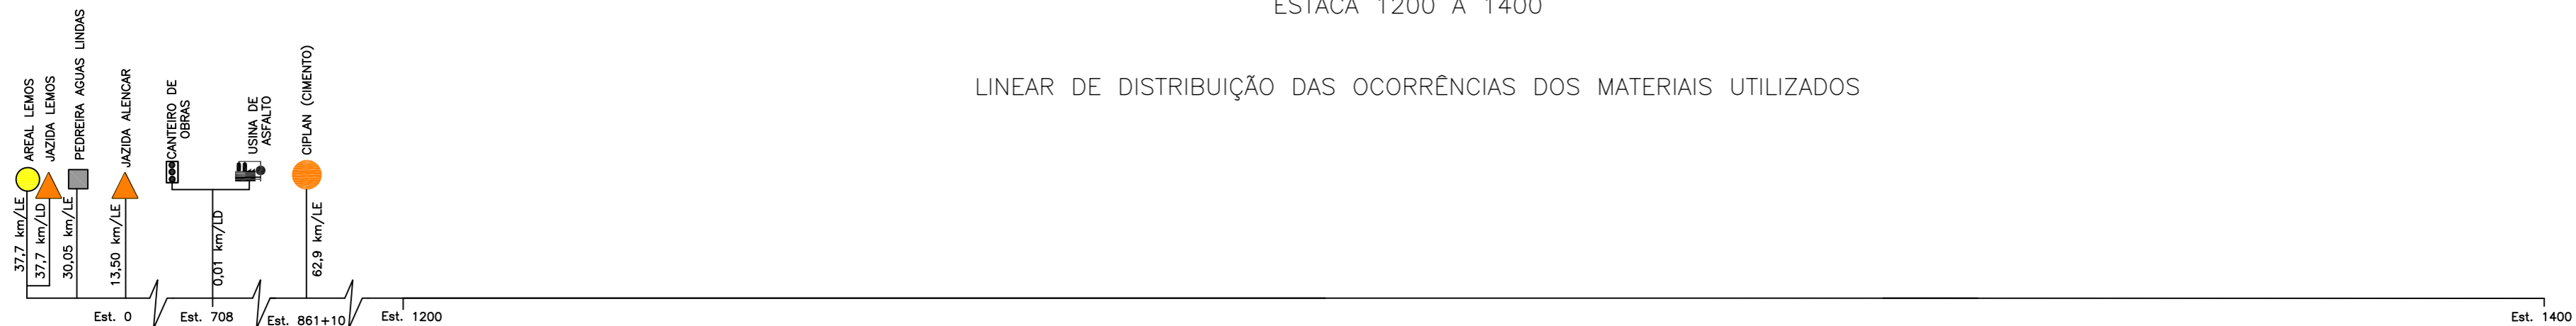 ESTACA 1200 A 1400
LINEAR DE DISTRIBUIÇÃO DAS OCORRÊNCIAS DOS MATERIAIS UTILIZADOS
AREAL LEMOS
JAZIDA LEMOS
PEDREIRA AGUAS LINDAS
JAZIDA ALENCAR
CANTEIRO DE
OBRAS
USINA DE
ASFALTO
CIPLAN (CIMENTO)
37,7 km/LE
37,7 km/LD
30,05 km/LE
13,50 km/LE
0,01 km/LD
62,9 km/LE
Est. 0
Est. 708
Est. 861+10
Est. 1200
Est. 1400